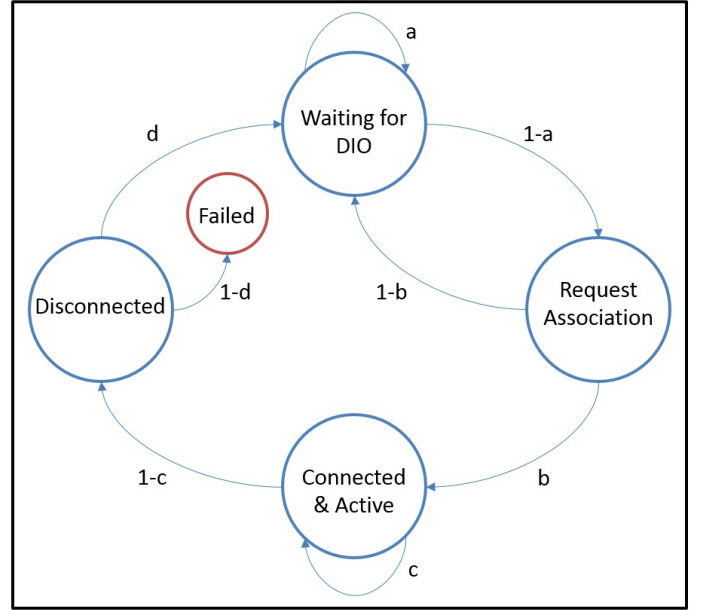 a
Waiting for
DIO
d
1-a
Failed
1-d
1-b
Disconnected
Request
Association
1-c
Connected
& Active
b
c